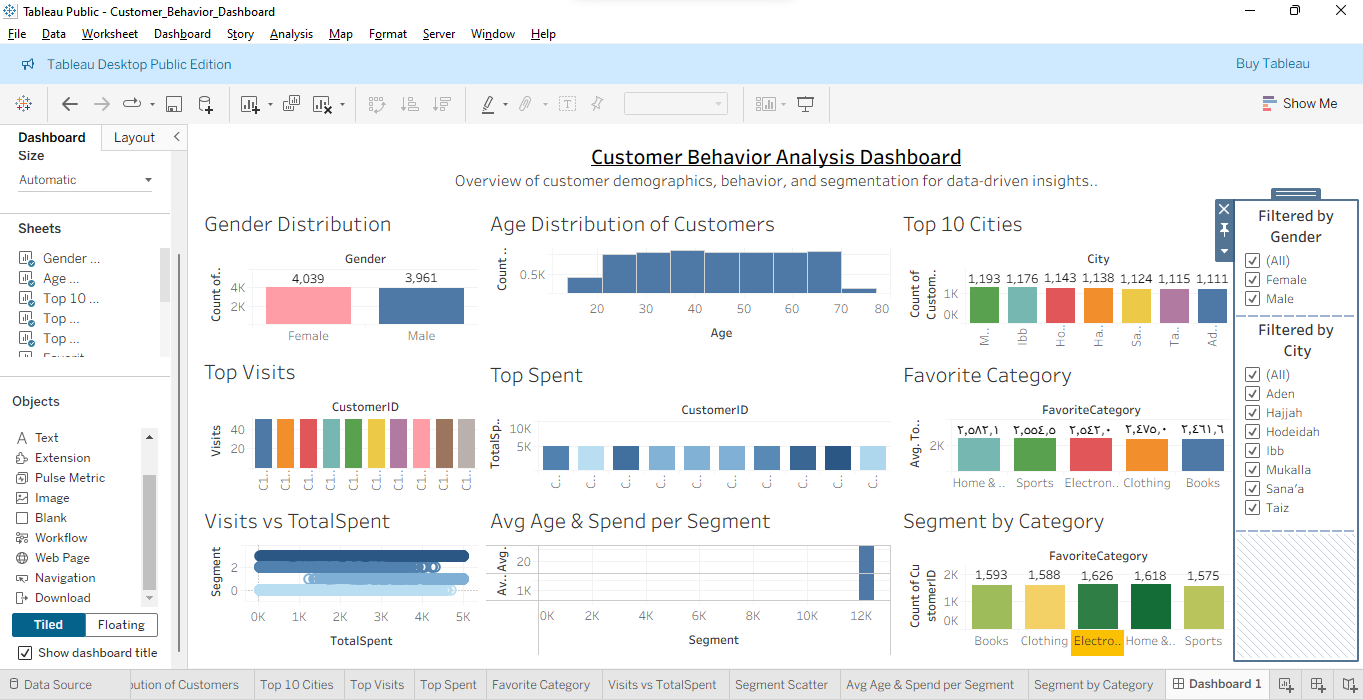 Tableau Public - Customer_Behavior_Dashboard
File Data Worksheet Dashboard Story Analysis Map Format Server Window Help
Tableau Desktop Public Edition
Buy Tableau
Show Me
Dashboard Layout
Size
Automatic
Sheets
Gender ...
Age ...
Top 10 ...
Top ...
Top ...
Objects
Text
Extension
Pulse Metric
Image
Blank
Workflow
Web Page
Navigation
Download
Tiled Floating
Show dashboard title
Customer Behavior Analysis Dashboard
Overview of customer demographics, behavior, and segmentation for data-driven insights..
Gender Distribution
Gender
Count of..
4K
2K
4,039 3,961
Female Male
Age Distribution of Customers
Count ..
0.5K
20 30 40 50 60 70 80
Age
Top 10 Cities
City
Count of
Custom..
1K
0K
1,193 1,176 1,143 1,138 1,124 1,115 1,111
M.. Ibb Ho.. Ha.. Sa.. Ta.. Ad..
Top Visits
CustomerID
Visits
40
20
C1.. C1.. C1.. C1.. C1.. C1.. C1.. C1.. C1.. C1..
Top Spent
CustomerID
TotalSp..
10K
5K
C.. C.. C.. C.. C.. C.. C.. C.. C.. C..
Favorite Category
FavoriteCategory
Avg. To..
2K
٢,٥٨٢,١ ٢,٥٥٤,٥ ٢,٥٤٢,٠ ٢,٤٧٥,٠ ٢,٤٦١,٦
Home & .. Sports Electron.. Clothing Books
Visits vs TotalSpent
Segment
2
0
0K 1K 2K 3K 4K 5K
TotalSpent
Avg Age & Spend per Segment
Avg.
20
Av..
1K
0K 2K 4K 6K 8K 10K 12K
Segment
Segment by Category
FavoriteCategory
Count of Cu
stomerID
2K
1K
0K
1,593 1,588 1,626 1,618 1,575
Books Clothing Electro.. Home &.. Sports
Filtered by
Gender
(All)
Female
Male
Filtered by
City
(All)
Aden
Hajjah
Hodeidah
Ibb
Mukalla
Sana'a
Taiz
Data Source bution of Customers Top 10 Cities Top Visits Top Spent Favorite Category Visits vs TotalSpent Segment Scatter Avg Age & Spend per Segment Segment by Category Dashboard 1